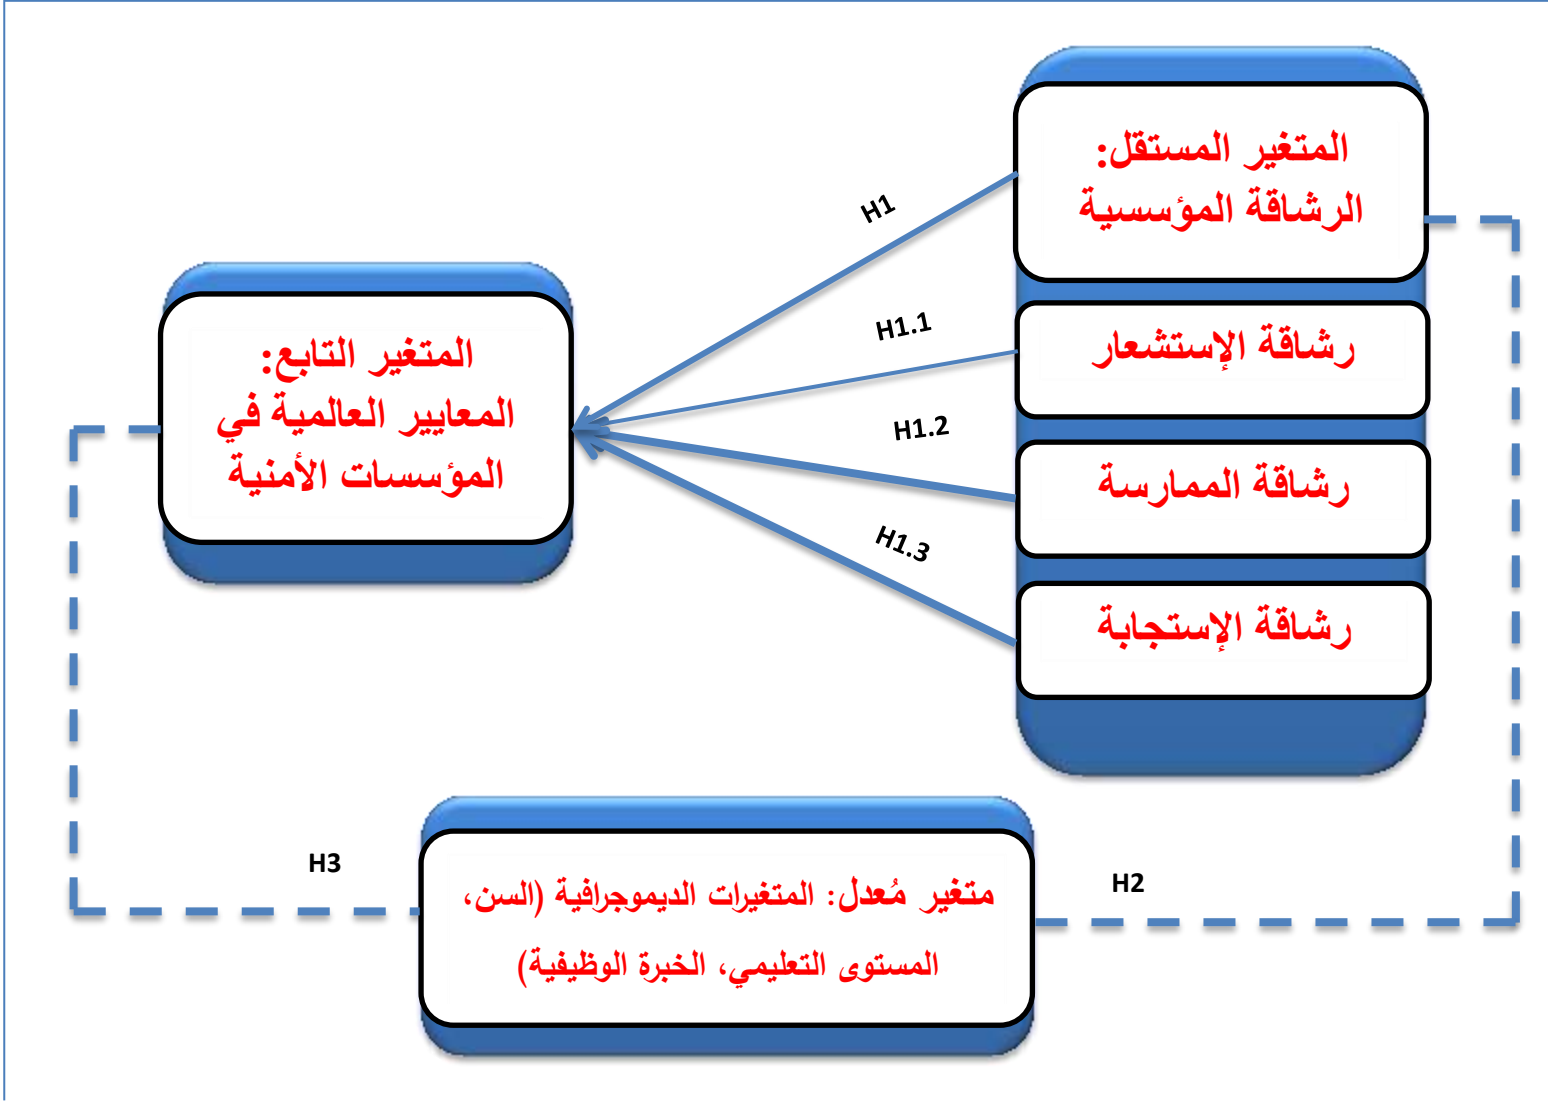 المتغير المستقل:
الرشاقة المؤسسية
رشاقة الإستشعار
رشاقة الممارسة
رشاقة الإستجابة
H1
H1.1
H1.2
H1.3
المتغير التابع:
المعايير العالمية في
المؤسسات الأمنية
H2
H3
متغير مُعدل: المتغيرات الديموجرافية (السن،
المستوى التعليمي، الخبرة الوظيفية)